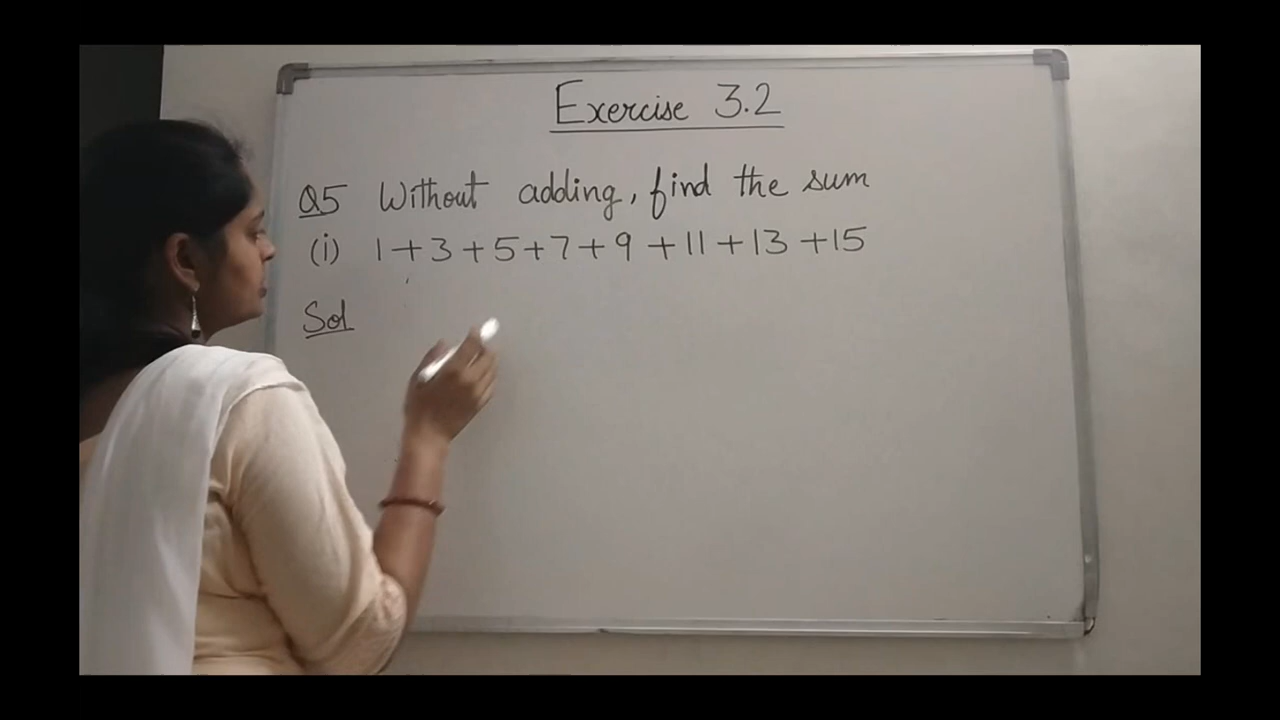 Exercise 3.2
Q5 Without adding, find the sum
(i) 1+3+5+7+9+11+13+15
Sol